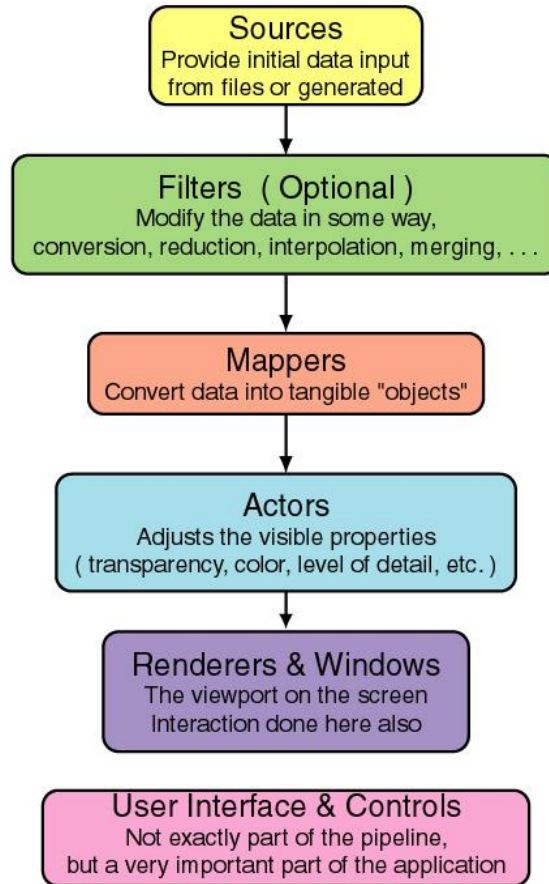 Sources
Provide initial data input
from files or generated
Filters ( Optional )
Modify the data in some way,
conversion, reduction, interpolation, merging, . . .
Mappers
Convert data into tangible "objects"
Actors
Adjusts the visible properties
( transparency, color, level of detail, etc. )
Renderers & Windows
The viewport on the screen
Interaction done here also
User Interface & Controls
Not exactly part of the pipeline,
but a very important part of the application